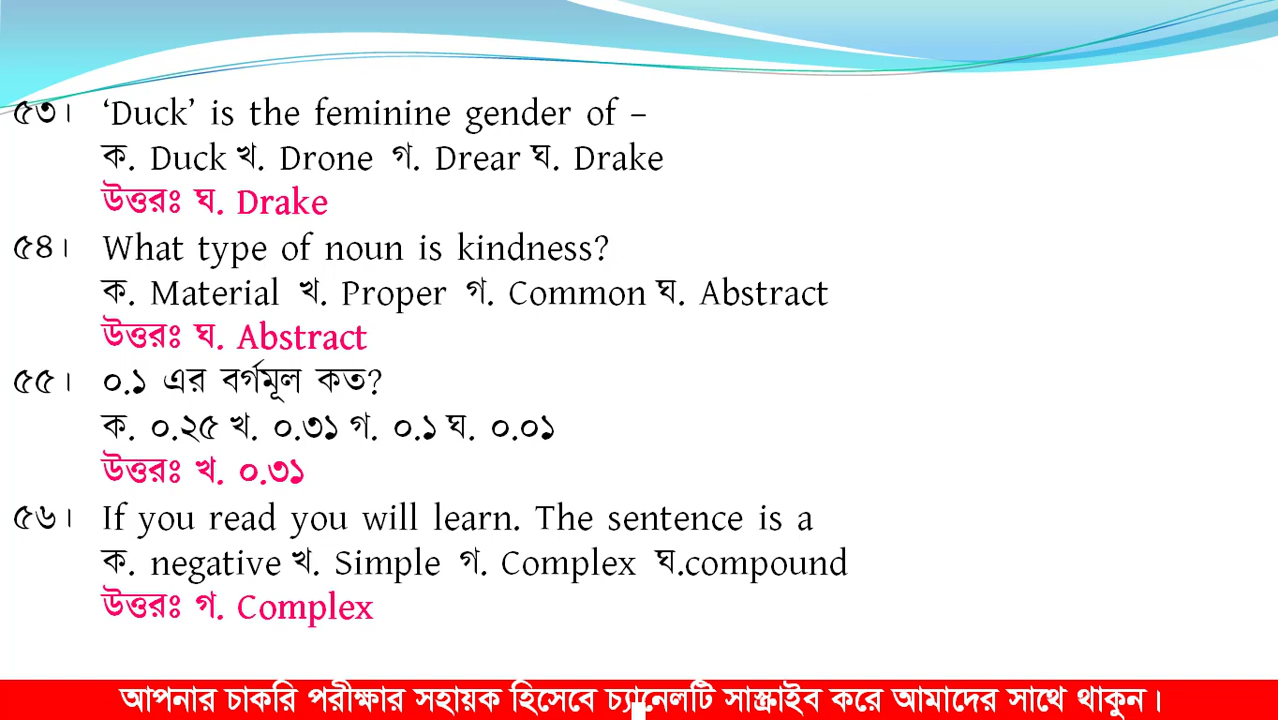 ৫৩। ‘Duck’ is the feminine gender of –
ক. Duck খ. Drone গ. Drear ঘ. Drake
উত্তরঃ ঘ. Drake
৫৪। What type of noun is kindness?
ক. Material খ. Proper গ. Common ঘ. Abstract
উত্তরঃ ঘ. Abstract
৫৫। ০.১ এর বর্গমূল কত?
ক. ০.২৫ খ. ০.৩১ গ. ০.১ ঘ. ০.০১
উত্তরঃ খ. ০.৩১
৫৬। If you read you will learn. The sentence is a
ক. negative খ. Simple গ. Complex ঘ.compound
উত্তরঃ গ. Complex
আপনার চাকরি পরীক্ষার সহায়ক হিসেবে চ্যানেলটি সাস্ক্রাইব করে আমাদের সাথে থাকুন।